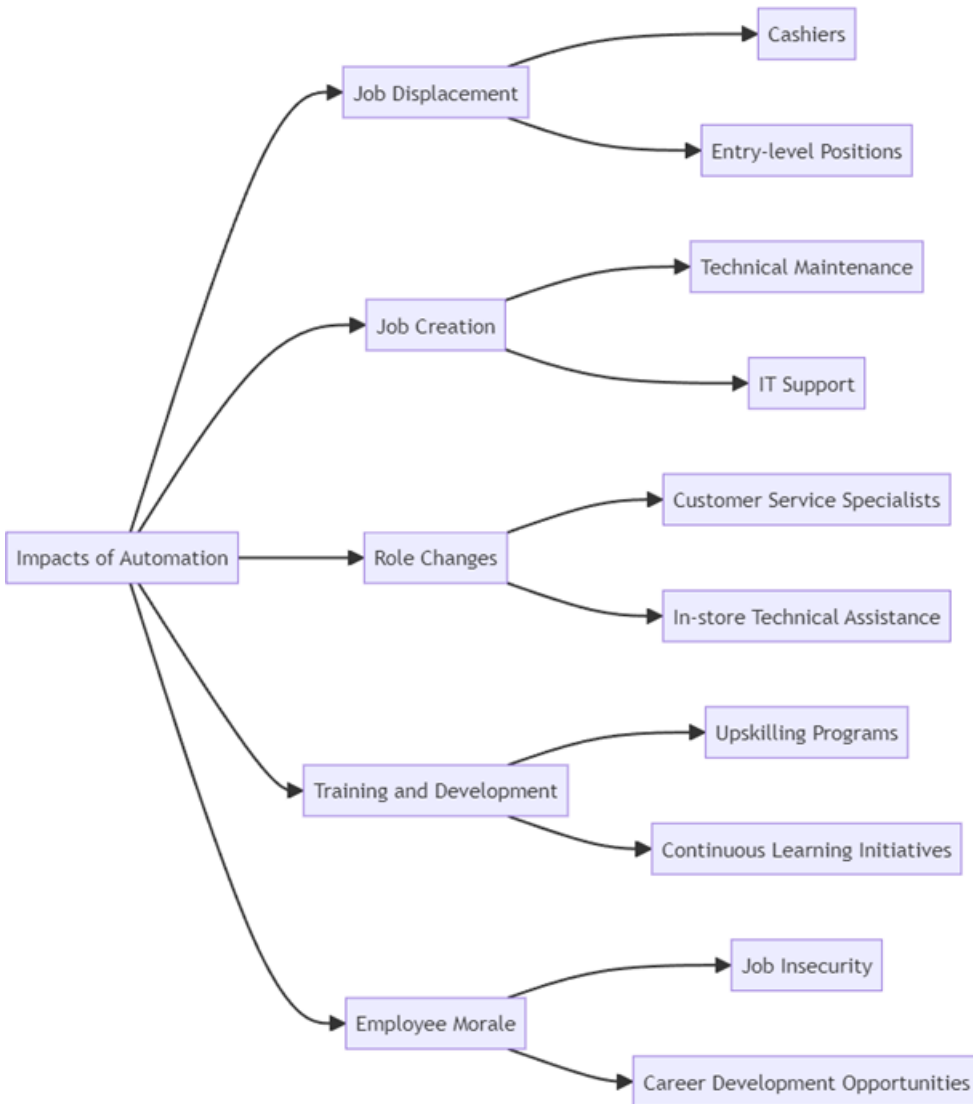 Impacts of Automation
Job Displacement
Cashiers
Entry-level Positions
Job Creation
Technical Maintenance
IT Support
Role Changes
Customer Service Specialists
In-store Technical Assistance
Training and Development
Upskilling Programs
Continuous Learning Initiatives
Employee Morale
Job Insecurity
Career Development Opportunities